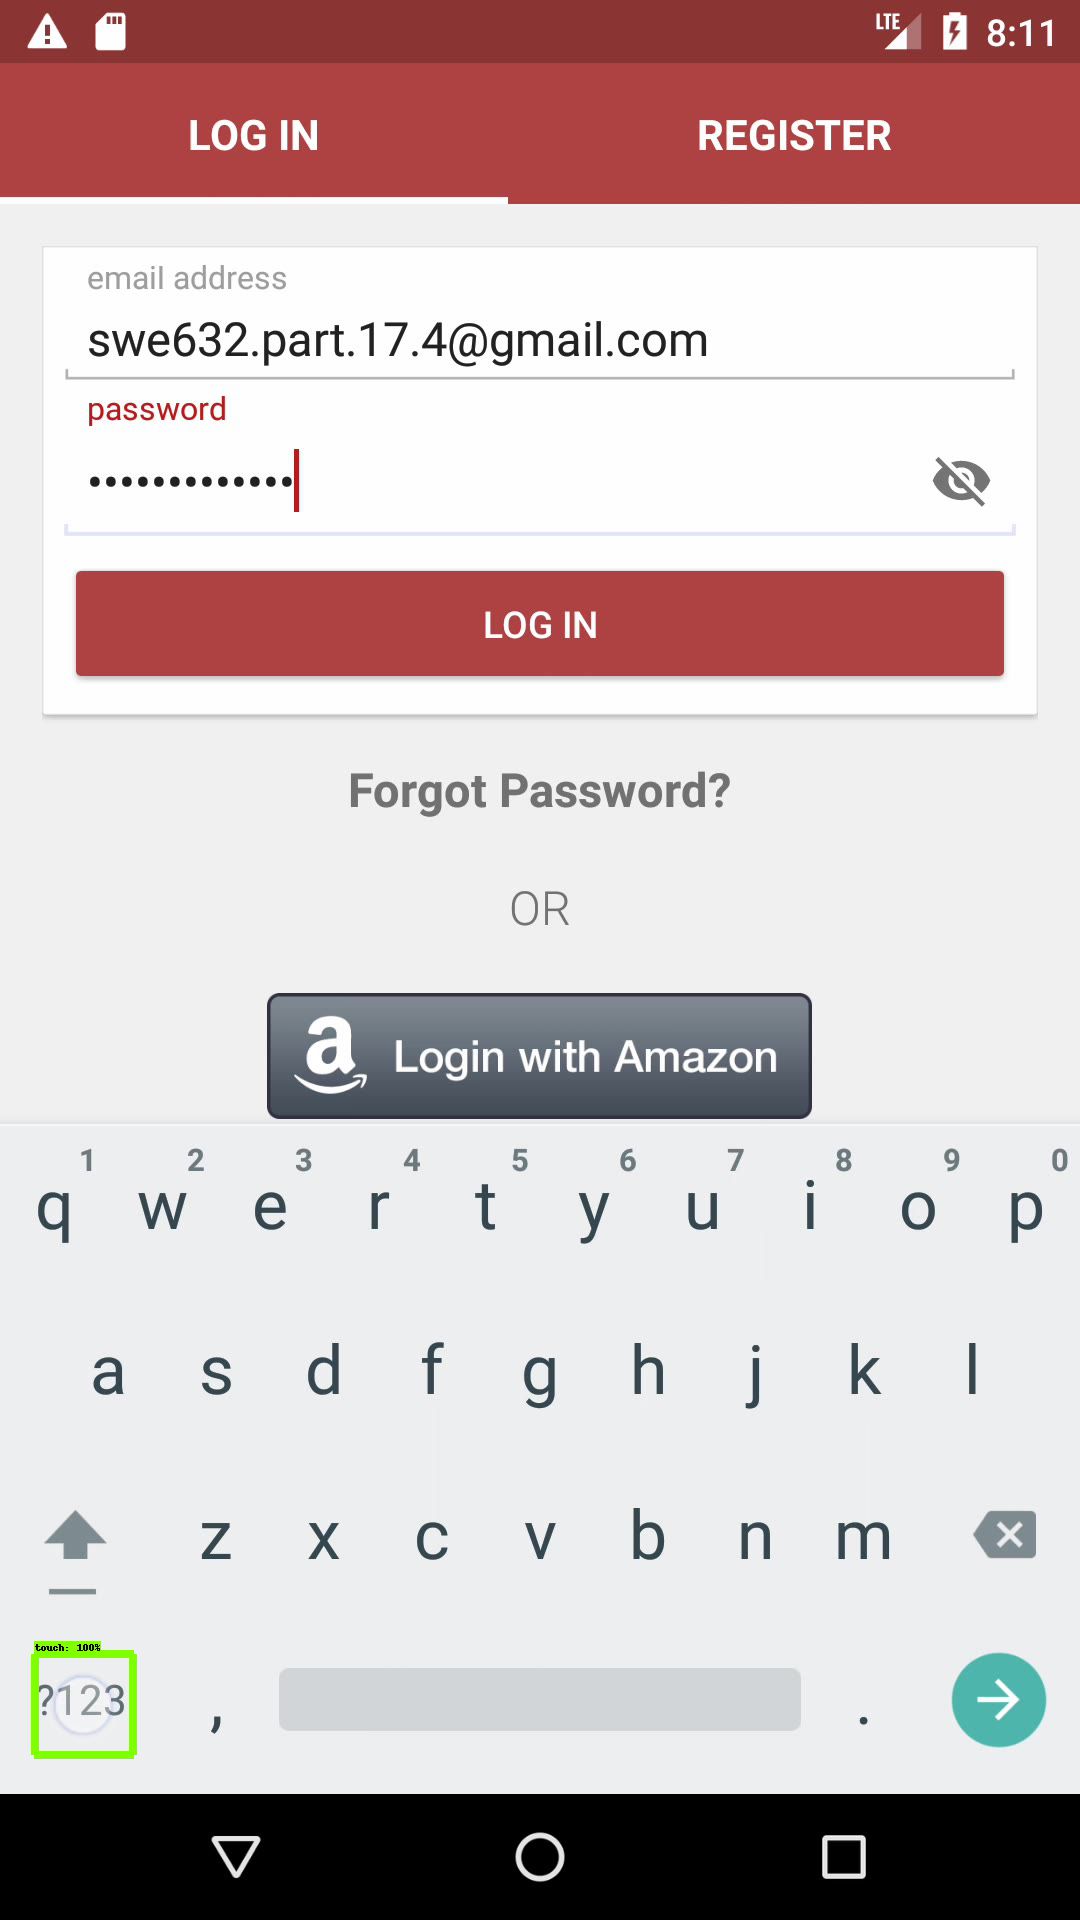 LTE 8:11
LOG IN REGISTER
email address
swe632.part.17.4@gmail.com
password
•••••••••••••
LOG IN
Forgot Password?
OR
a Login with Amazon
1 2 3 4 5 6 7 8 9 0
q w e r t y u i o p
a s d f g h j k l
z x c v b n m
touch: 100%
?123 , .